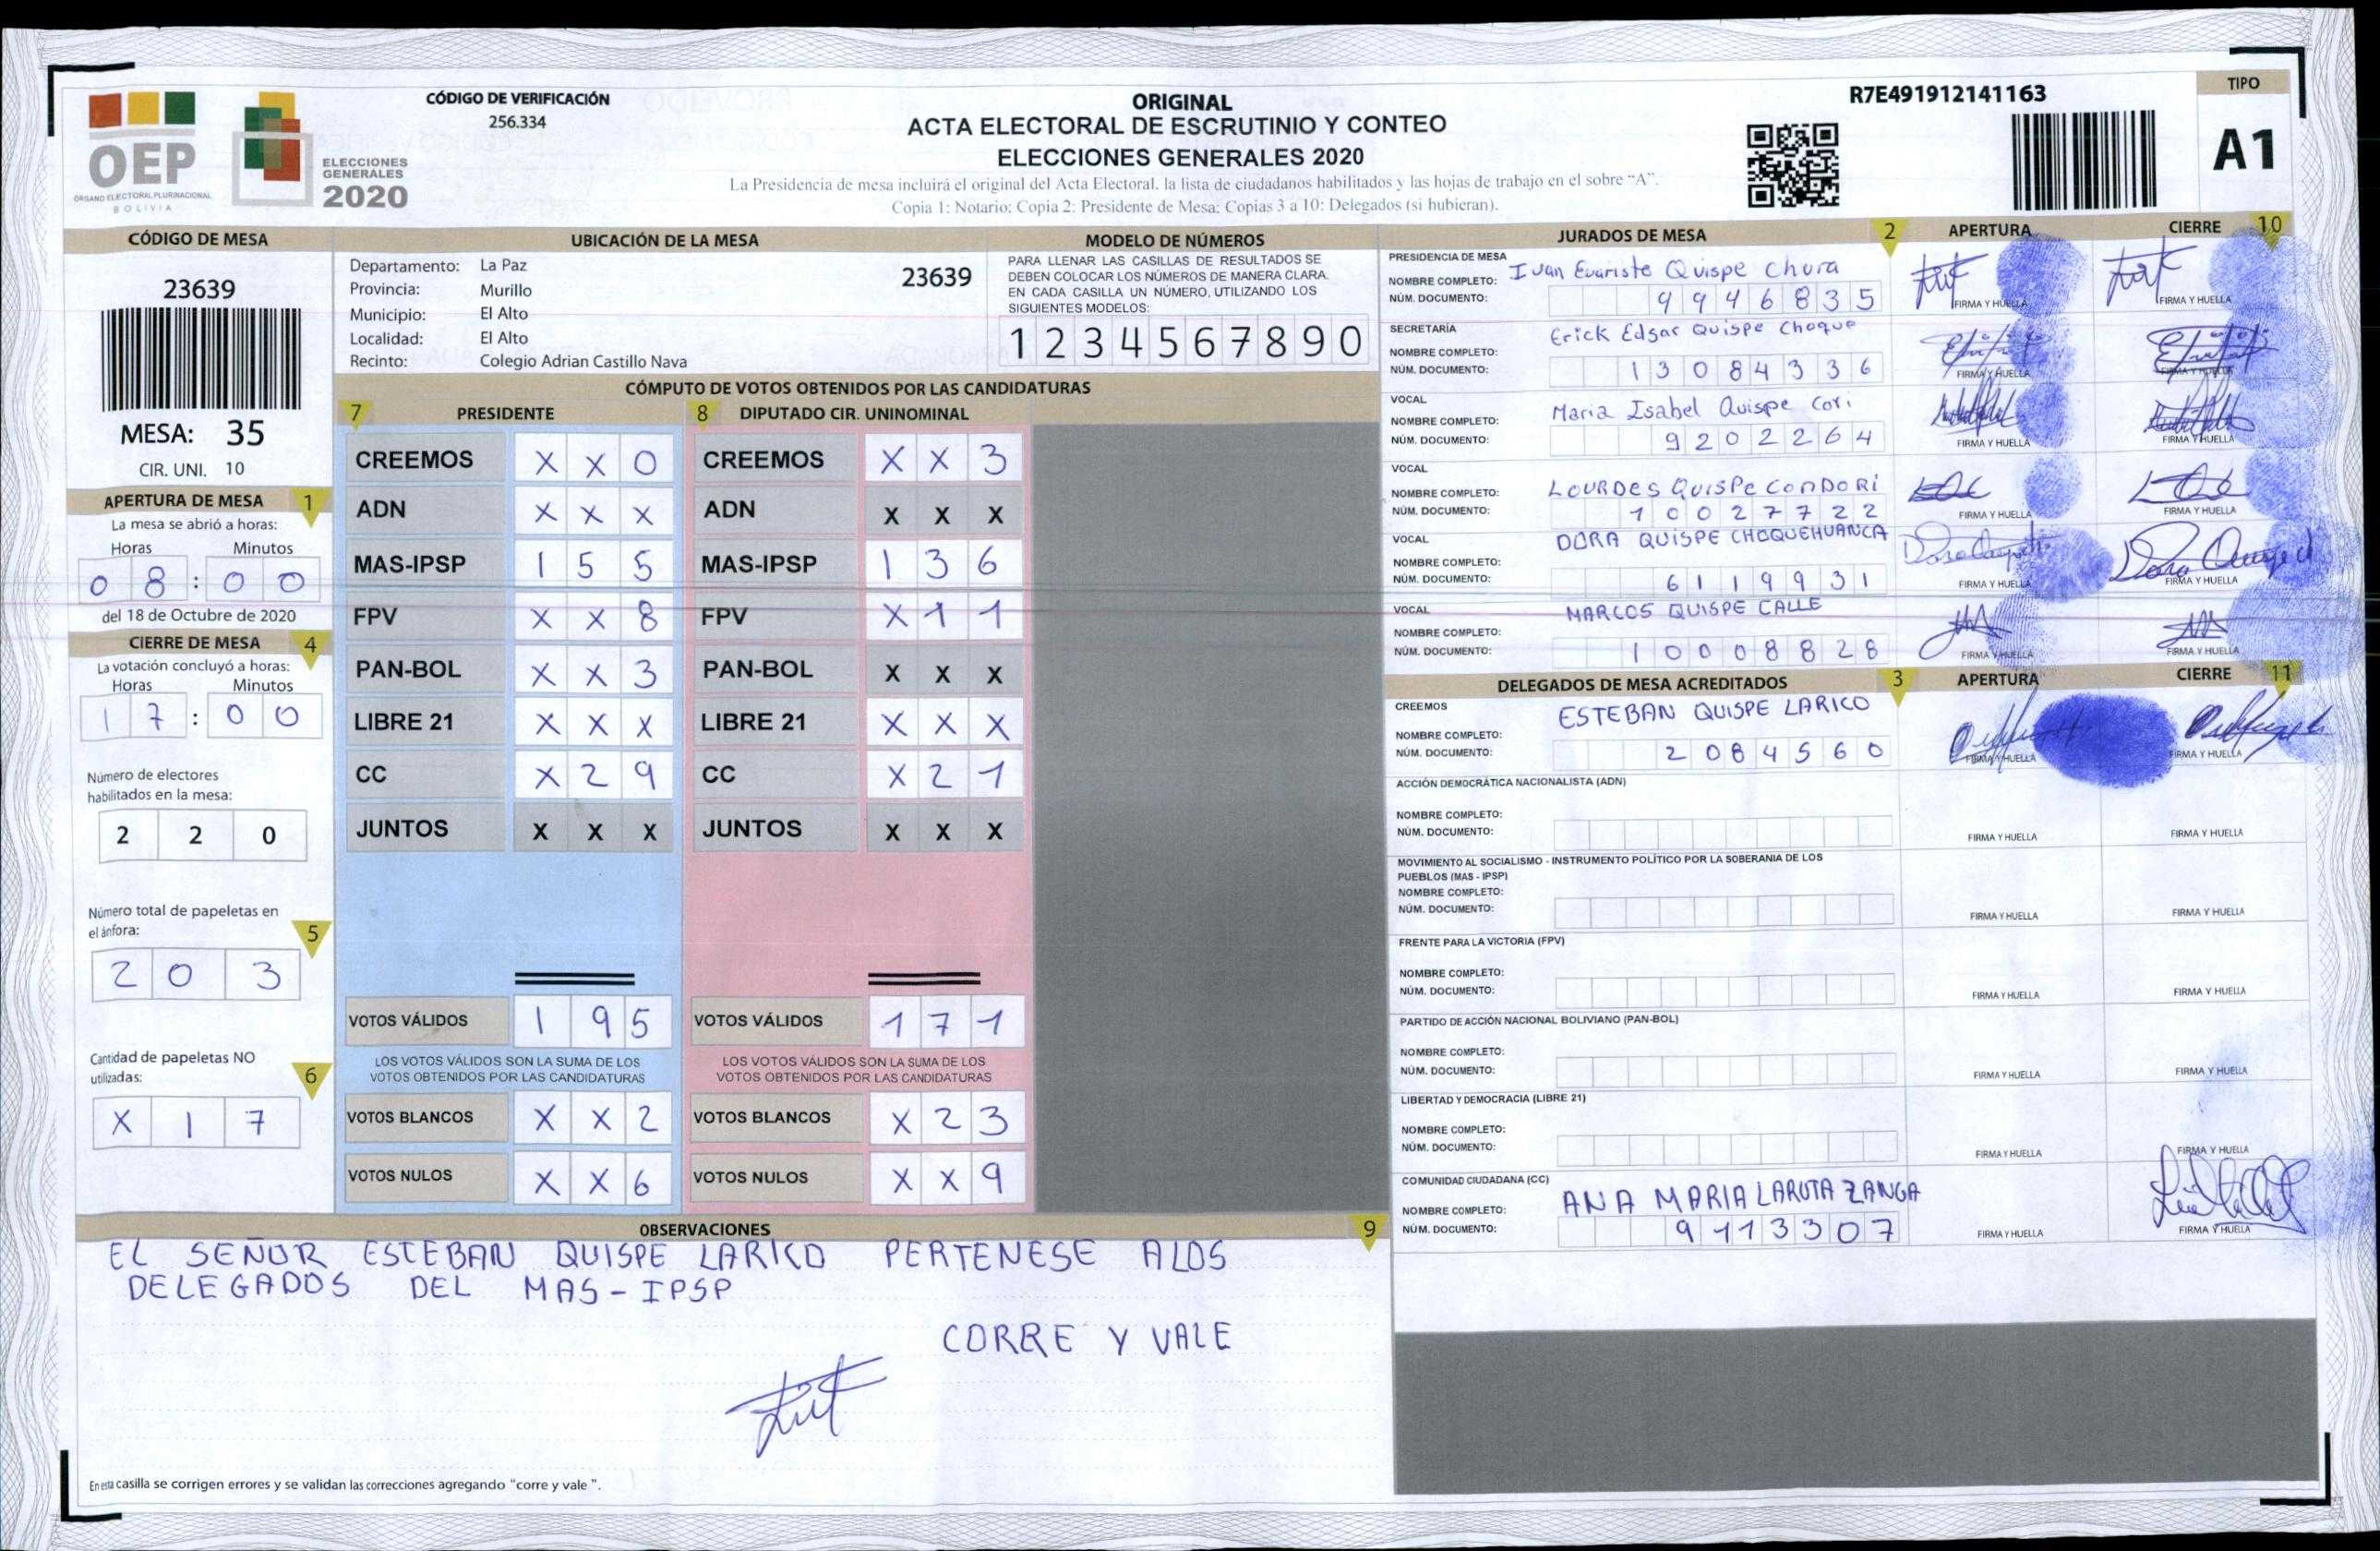 OEP
ÓRGANO ELECTORAL PLURINACIONAL
BOLIVIA
ELECCIONES
GENERALES
2020
CÓDIGO DE VERIFICACIÓN
256.334
ORIGINAL
ACTA ELECTORAL DE ESCRUTINIO Y CONTEO
ELECCIONES GENERALES 2020
La Presidencia de mesa incluirá el original del Acta Electoral, la lista de ciudadanos habilitados y las hojas de trabajo en el sobre “A”.
Copia 1: Notario; Copia 2: Presidente de Mesa; Copias 3 a 10: Delegados (si hubieran).
R7E491912141163
TIPO
A1
CÓDIGO DE MESA
23639
MESA: 35
CIR. UNI. 10
APERTURA DE MESA 1
La mesa se abrió a horas:
Horas Minutos
0 8 : 0 0
del 18 de Octubre de 2020
CIERRE DE MESA 4
La votación concluyó a horas:
Horas Minutos
1 7 : 0 0
Número de electores
habilitados en la mesa:
2 2 0
Número total de papeletas en
el ánfora: 5
2 0 3
Cantidad de papeletas NO
utilizadas: 6
X 1 7
UBICACIÓN DE LA MESA
Departamento: La Paz 23639
Provincia: Murillo
Municipio: El Alto
Localidad: El Alto
Recinto: Colegio Adrian Castillo Nava
MODELO DE NÚMEROS
PARA LLENAR LAS CASILLAS DE RESULTADOS SE
DEBEN COLOCAR LOS NÚMEROS DE MANERA CLARA.
EN CADA CASILLA UN NÚMERO, UTILIZANDO LOS
SIGUIENTES MODELOS:
1 2 3 4 5 6 7 8 9 0
CÓMPUTO DE VOTOS OBTENIDOS POR LAS CANDIDATURAS
7 PRESIDENTE
CREEMOS X X 0
ADN X X X
MAS-IPSP 1 5 5
FPV X X 8
PAN-BOL X X 3
LIBRE 21 X X X
CC X 2 9
JUNTOS X X X
VOTOS VÁLIDOS 1 9 5
LOS VOTOS VÁLIDOS SON LA SUMA DE LOS
VOTOS OBTENIDOS POR LAS CANDIDATURAS
VOTOS BLANCOS X X 2
VOTOS NULOS X X 6
8 DIPUTADO CIR. UNINOMINAL
CREEMOS X X 3
ADN X X X
MAS-IPSP 1 3 6
FPV X 1 1
PAN-BOL X X X
LIBRE 21 X X X
CC X 2 1
JUNTOS X X X
VOTOS VÁLIDOS 1 7 1
LOS VOTOS VÁLIDOS SON LA SUMA DE LOS
VOTOS OBTENIDOS POR LAS CANDIDATURAS
VOTOS BLANCOS X 2 3
VOTOS NULOS X X 9
JURADOS DE MESA 2 APERTURA CIERRE 10
PRESIDENCIA DE MESA
NOMBRE COMPLETO: Ivan Evariste Quispe Chura
NÚM. DOCUMENTO: 9 9 4 6 8 3 5
FIRMA Y HUELLA FIRMA Y HUELLA
SECRETARÍA
NOMBRE COMPLETO: Erick Edgar Quispe Choque
NÚM. DOCUMENTO: 1 3 0 8 4 3 3 6
FIRMA Y HUELLA FIRMA Y HUELLA
VOCAL
NOMBRE COMPLETO: Maria Isabel Quispe Cori
NÚM. DOCUMENTO: 9 2 0 2 2 6 4
FIRMA Y HUELLA FIRMA Y HUELLA
VOCAL
NOMBRE COMPLETO: LOURDES QUISPE CONDORI
NÚM. DOCUMENTO: 1 0 0 2 7 7 2 2
FIRMA Y HUELLA FIRMA Y HUELLA
VOCAL
NOMBRE COMPLETO: DORA QUISPE CHOQUEHUANCA
NÚM. DOCUMENTO: 6 1 1 9 9 3 1
FIRMA Y HUELLA FIRMA Y HUELLA
VOCAL
NOMBRE COMPLETO: MARCOS QUISPE CALLE
NÚM. DOCUMENTO: 1 0 0 0 8 8 2 8
FIRMA Y HUELLA FIRMA Y HUELLA
DELEGADOS DE MESA ACREDITADOS 3 APERTURA CIERRE 11
CREEMOS
NOMBRE COMPLETO: ESTEBAN QUISPE LARICO
NÚM. DOCUMENTO: 2 0 8 4 5 6 0
FIRMA Y HUELLA FIRMA Y HUELLA
ACCIÓN DEMOCRÁTICA NACIONALISTA (ADN)
NOMBRE COMPLETO:
NÚM. DOCUMENTO:
FIRMA Y HUELLA FIRMA Y HUELLA
MOVIMIENTO AL SOCIALISMO - INSTRUMENTO POLÍTICO POR LA SOBERANIA DE LOS
PUEBLOS (MAS - IPSP)
NOMBRE COMPLETO:
NÚM. DOCUMENTO:
FIRMA Y HUELLA FIRMA Y HUELLA
FRENTE PARA LA VICTORIA (FPV)
NOMBRE COMPLETO:
NÚM. DOCUMENTO:
FIRMA Y HUELLA FIRMA Y HUELLA
PARTIDO DE ACCIÓN NACIONAL BOLIVIANO (PAN-BOL)
NOMBRE COMPLETO:
NÚM. DOCUMENTO:
FIRMA Y HUELLA FIRMA Y HUELLA
LIBERTAD Y DEMOCRACIA (LIBRE 21)
NOMBRE COMPLETO:
NÚM. DOCUMENTO:
FIRMA Y HUELLA FIRMA Y HUELLA
COMUNIDAD CIUDADANA (CC)
NOMBRE COMPLETO: ANA MARIA LARUTA ZANGA
NÚM. DOCUMENTO: 9 1 1 3 3 0 7
FIRMA Y HUELLA FIRMA Y HUELLA
OBSERVACIONES 9
EL SEÑOR ESTEBAN QUISPE LARICO PERTENESE ALOS
DELEGADOS DEL MAS-IPSP
CORRE Y VALE
En esta casilla se corrigen errores y se validan las correcciones agregando "corre y vale ".